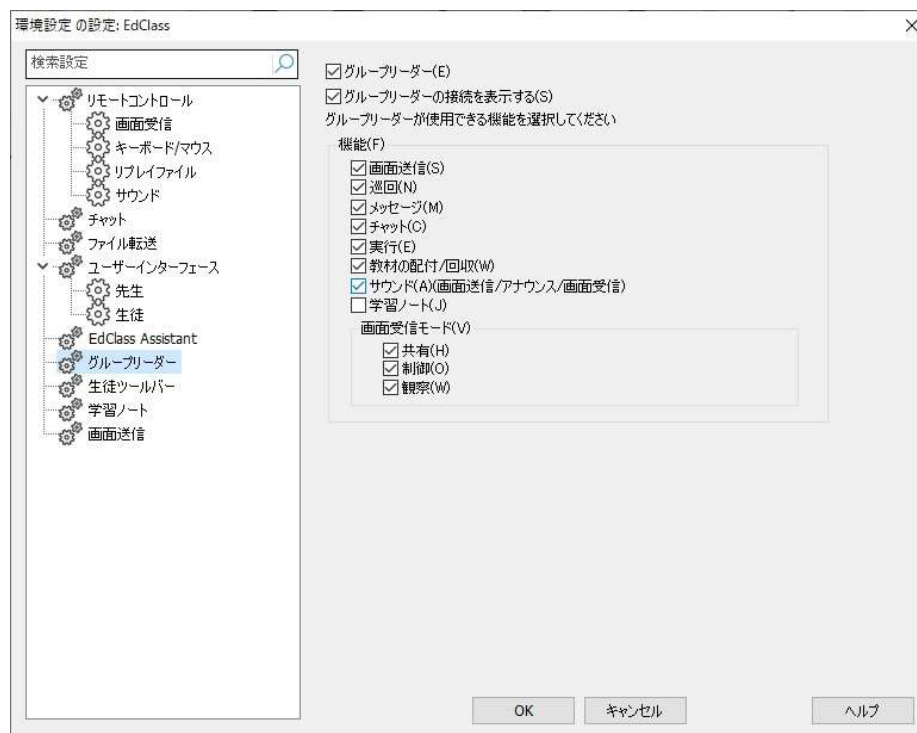 環境設定 の設定: EdClass
検索設定
リモートコントロール
画面受信
キーボード/マウス
リプレイファイル
サウンド
チャット
ファイル転送
ユーザーインターフェース
先生
生徒
EdClass Assistant
グループリーダー
生徒ツールバー
学習ノート
画面送信
グループリーダー(E)
グループリーダーの接続を表示する(S)
グループリーダーが使用できる機能を選択してください
機能(F)
画面送信(S)
巡回(N)
メッセージ(M)
チャット(C)
実行(E)
教材の配付/回収(W)
サウンド(A)(画面送信/アナウンス/画面受信)
学習ノート(J)
画面受信モード(V)
共有(H)
制御(O)
観察(W)
OK
キャンセル
ヘルプ